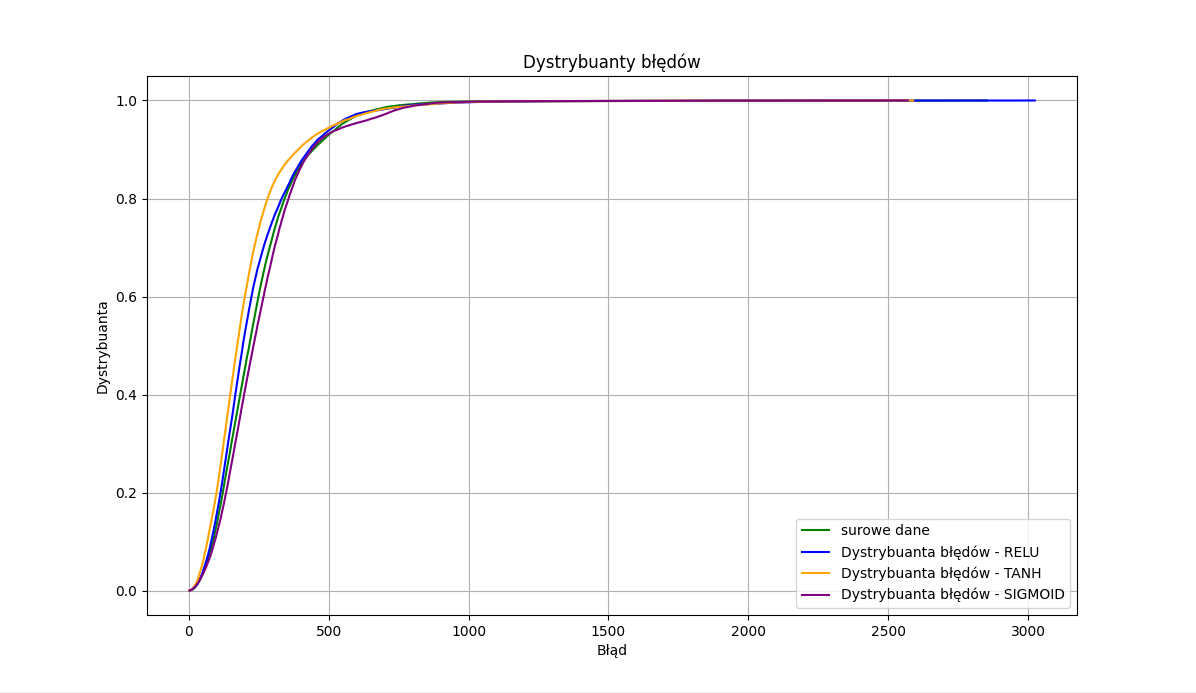 Dystrybuanty błędów
1.0
0.8
0.6
0.4
0.2
0.0
Dystrybuanta
surowe dane
Dystrybuanta błędów - RELU
Dystrybuanta błędów - TANH
Dystrybuanta błędów - SIGMOID
0 500 1000 1500 2000 2500 3000
Błąd